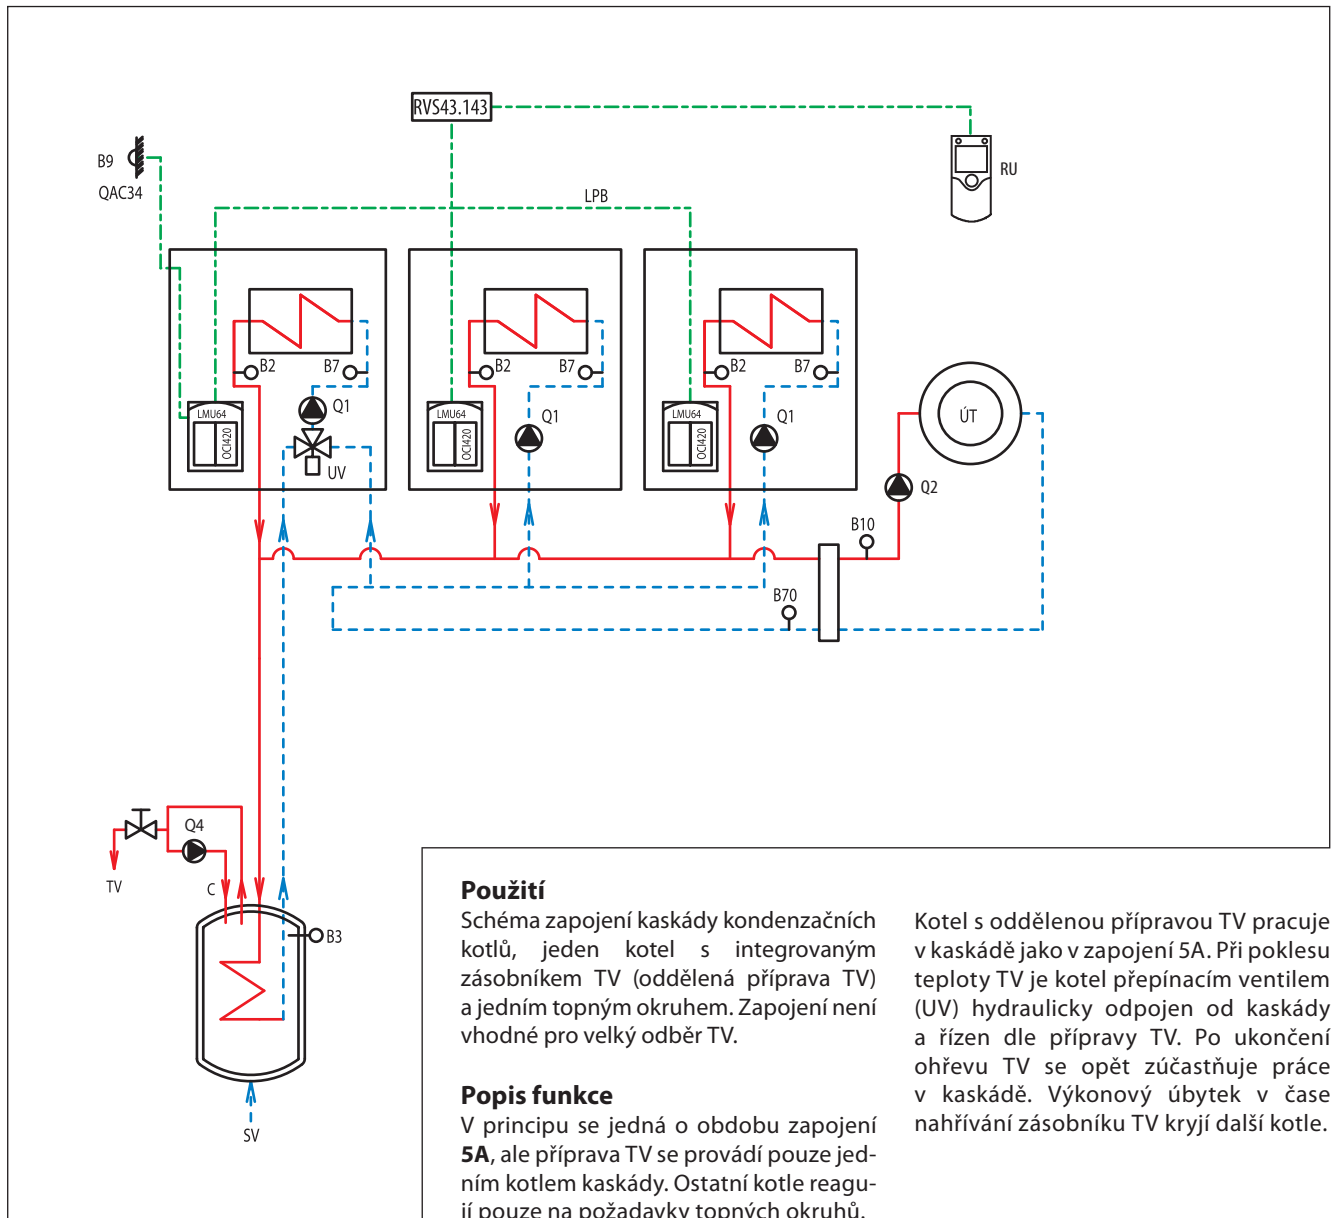 RVS43.143
B9
QAC34
RU
LPB
B2
B7
B2
B7
B2
B7
LMU64
OCI420
Q1
UV
LMU64
OCI420
Q1
LMU64
OCI420
Q1
ÚT
Q2
B10
B70
Q4
TV
C
B3
SV
Použití
Schéma zapojení kaskády kondenzačních
kotlů, jeden kotel s integrovaným
zásobníkem TV (oddělená příprava TV)
a jedním topným okruhem. Zapojení není
vhodné pro velký odběr TV.
Popis funkce
V principu se jedná o obdobu zapojení
5A, ale příprava TV se provádí pouze jed-
ním kotlem kaskády. Ostatní kotle reagu-
jí pouze na požadavky topných okruhů.
Kotel s oddělenou přípravou TV pracuje
v kaskádě jako v zapojení 5A. Při poklesu
teploty TV je kotel přepínacím ventilem
(UV) hydraulicky odpojen od kaskády
a řízen dle přípravy TV. Po ukončení
ohřevu TV se opět zúčastňuje práce
v kaskádě. Výkonový úbytek v čase
nahřívání zásobníku TV kryjí další kotle.